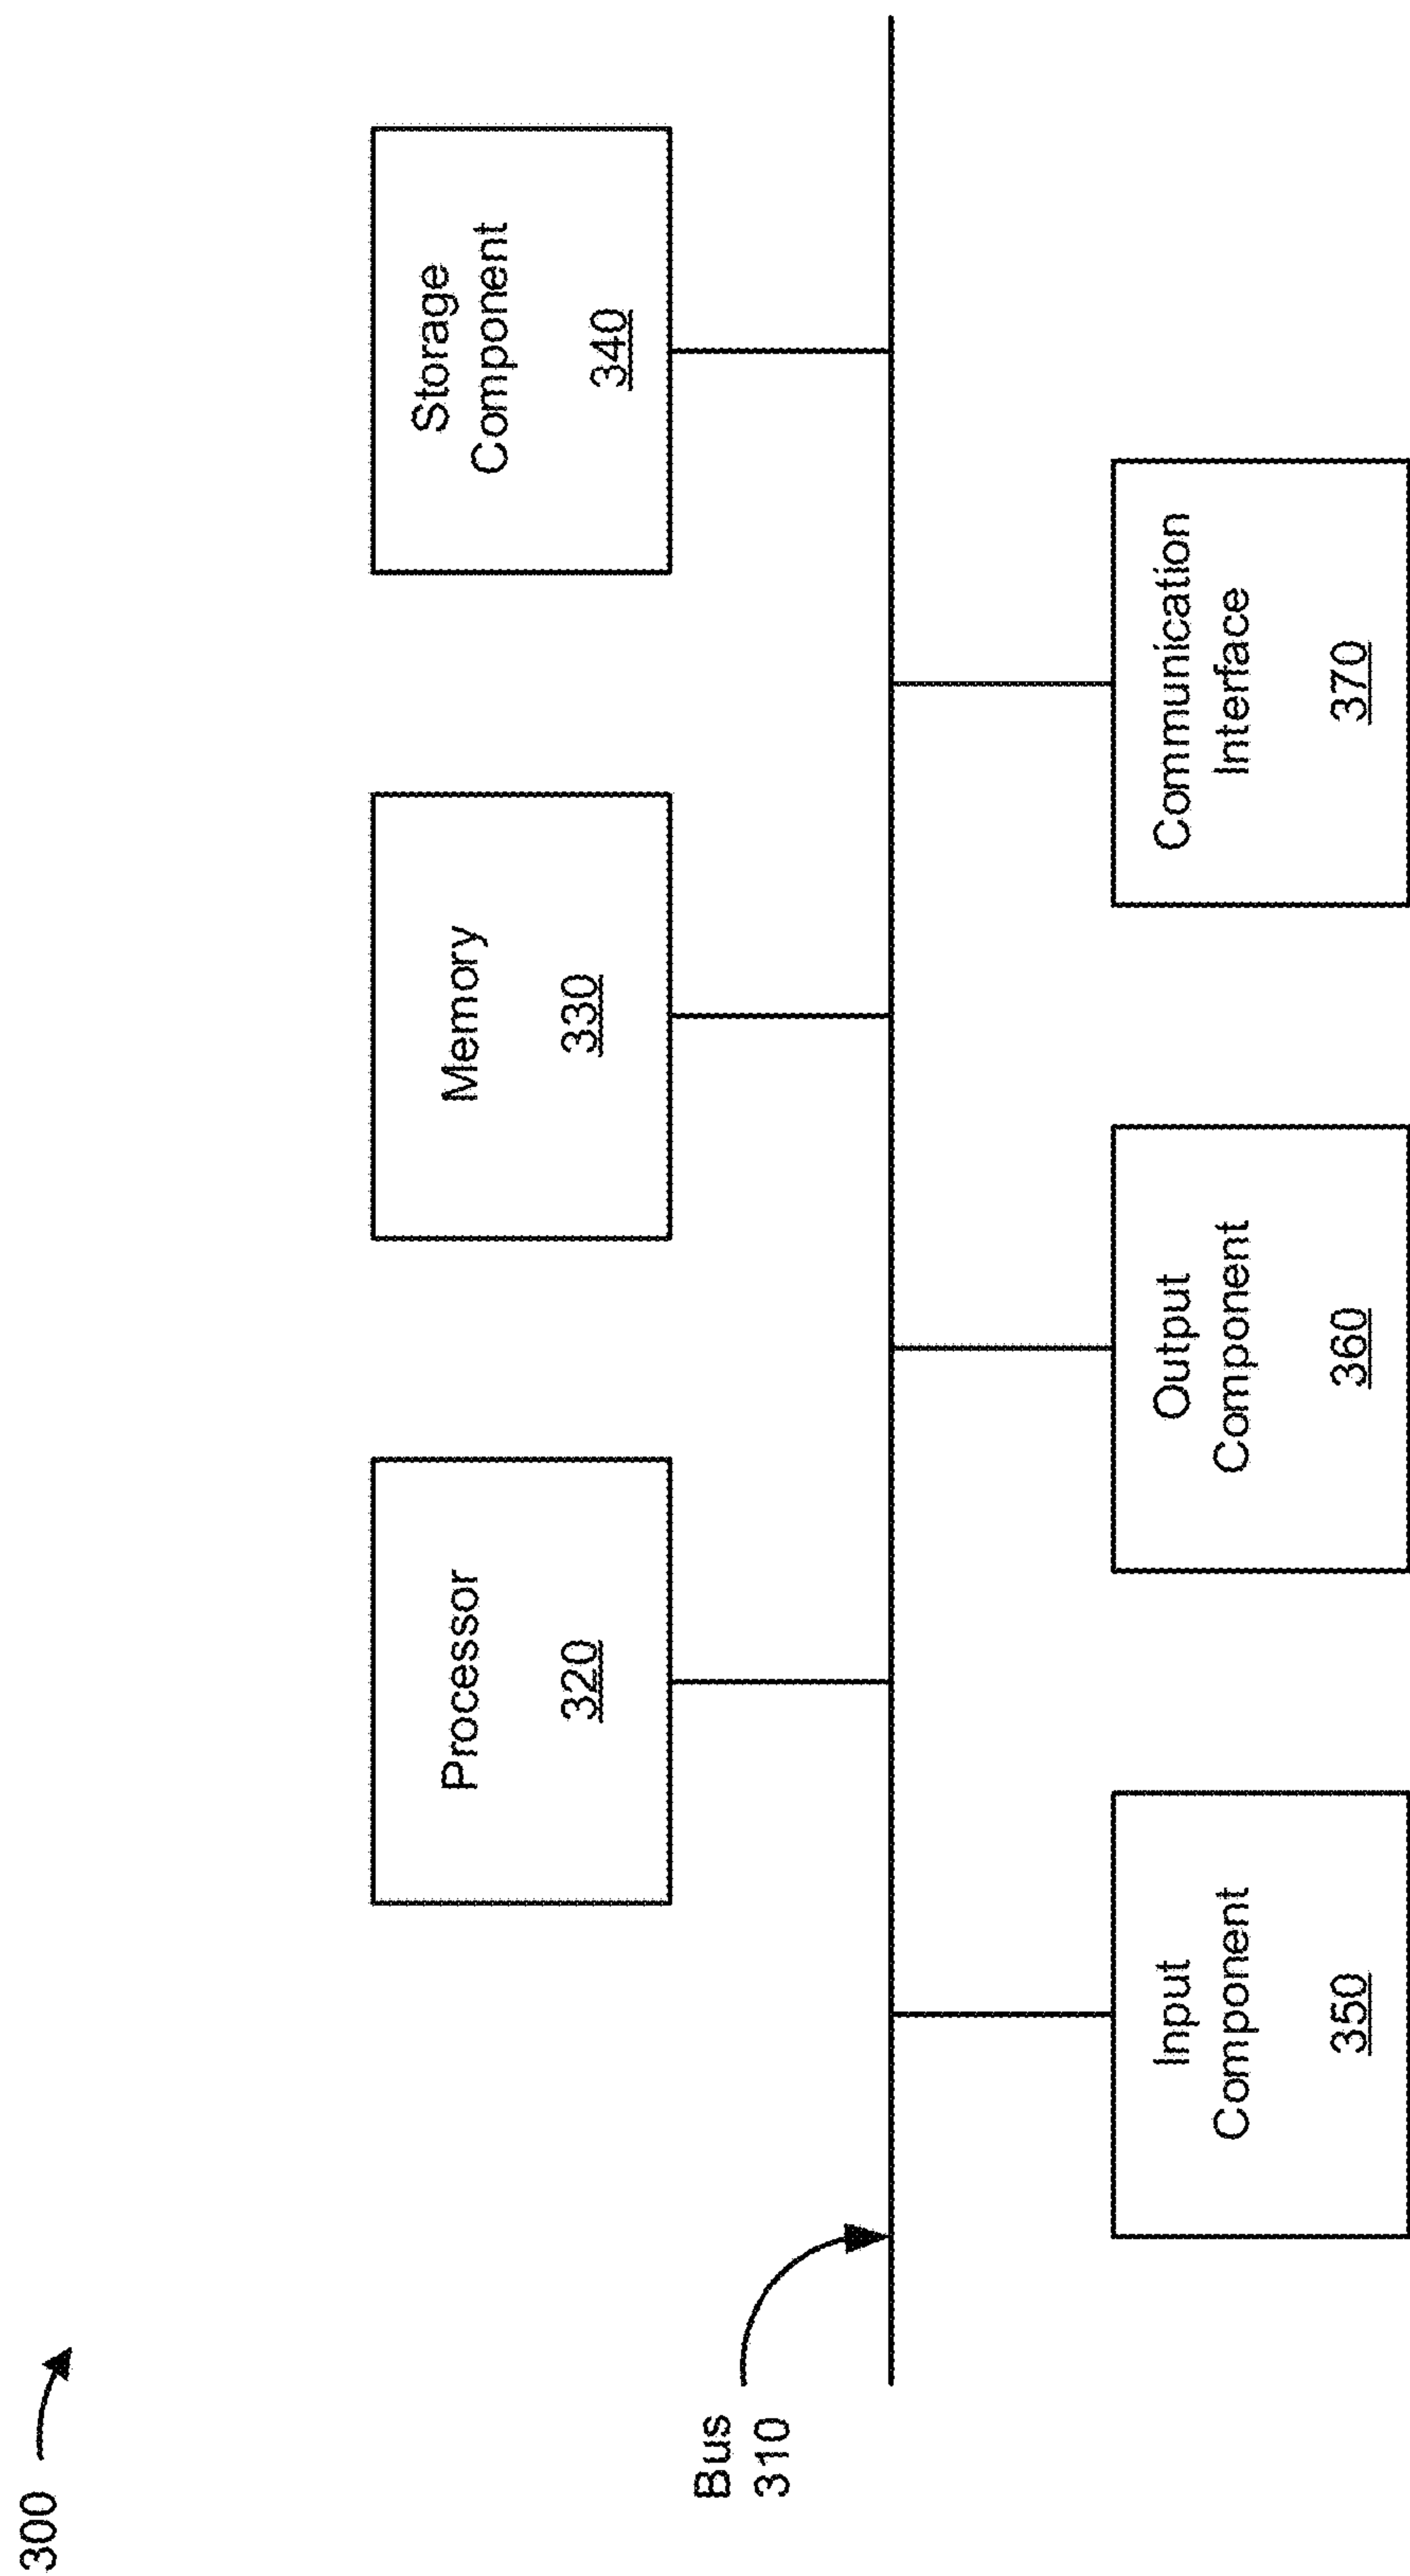 300
Processor
320
Memory
330
Storage
Component
340
Bus
310
Input
Component
350
Output
Component
360
Communication
Interface
370